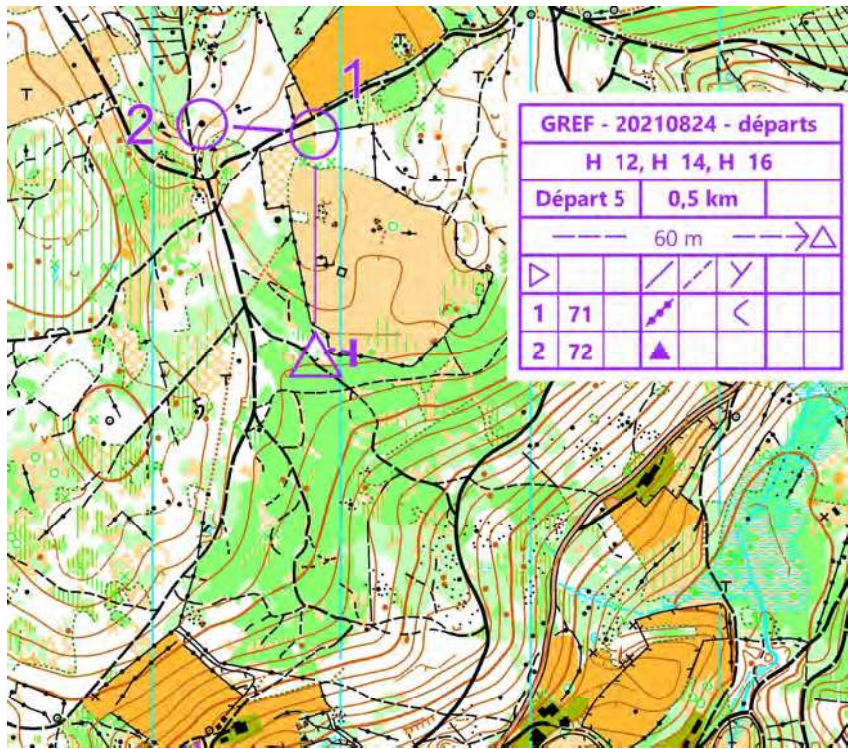 1
2
GREF - 20210824 - départs
H 12, H 14, H 16
Départ 5 0,5 km
60 m
1 71
2 72